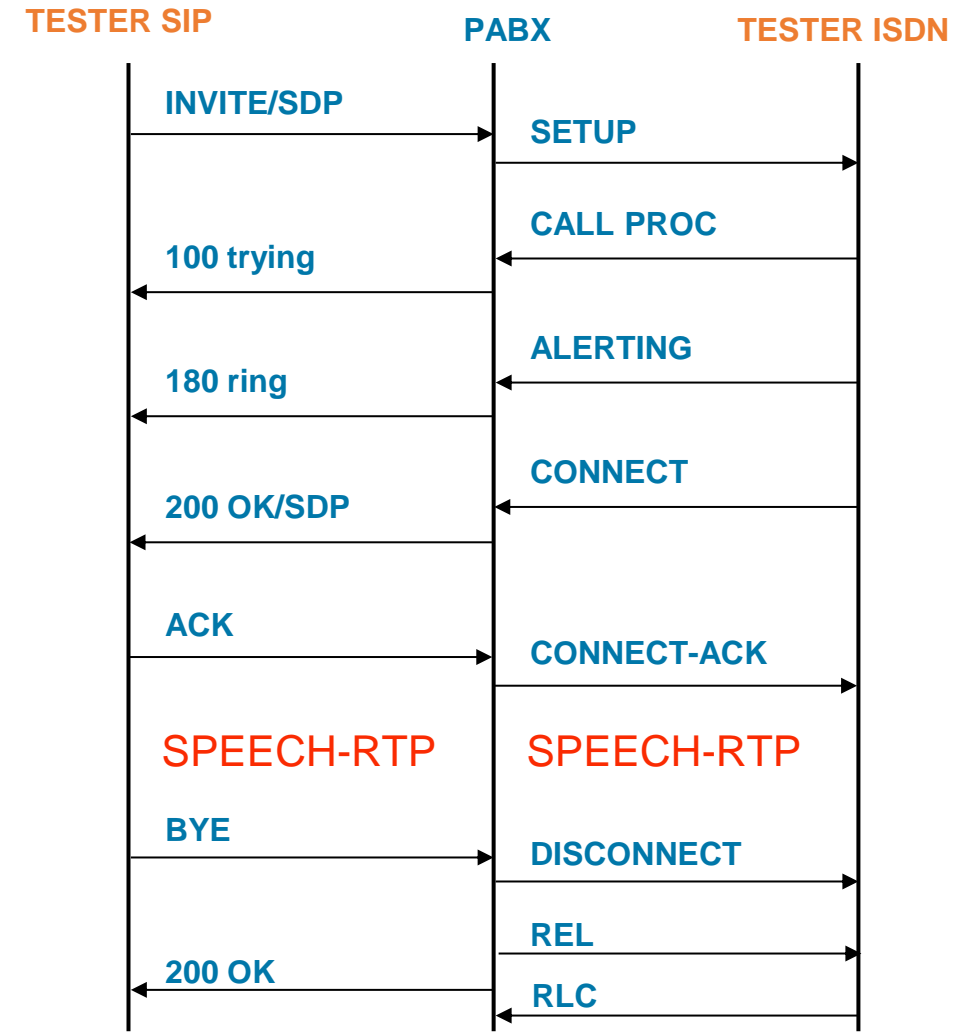 TESTER SIP
PABX
TESTER ISDN
INVITE/SDP
SETUP
CALL PROC
100 trying
ALERTING
180 ring
CONNECT
200 OK/SDP
ACK
CONNECT-ACK
SPEECH-RTP
SPEECH-RTP
BYE
DISCONNECT
REL
200 OK
RLC